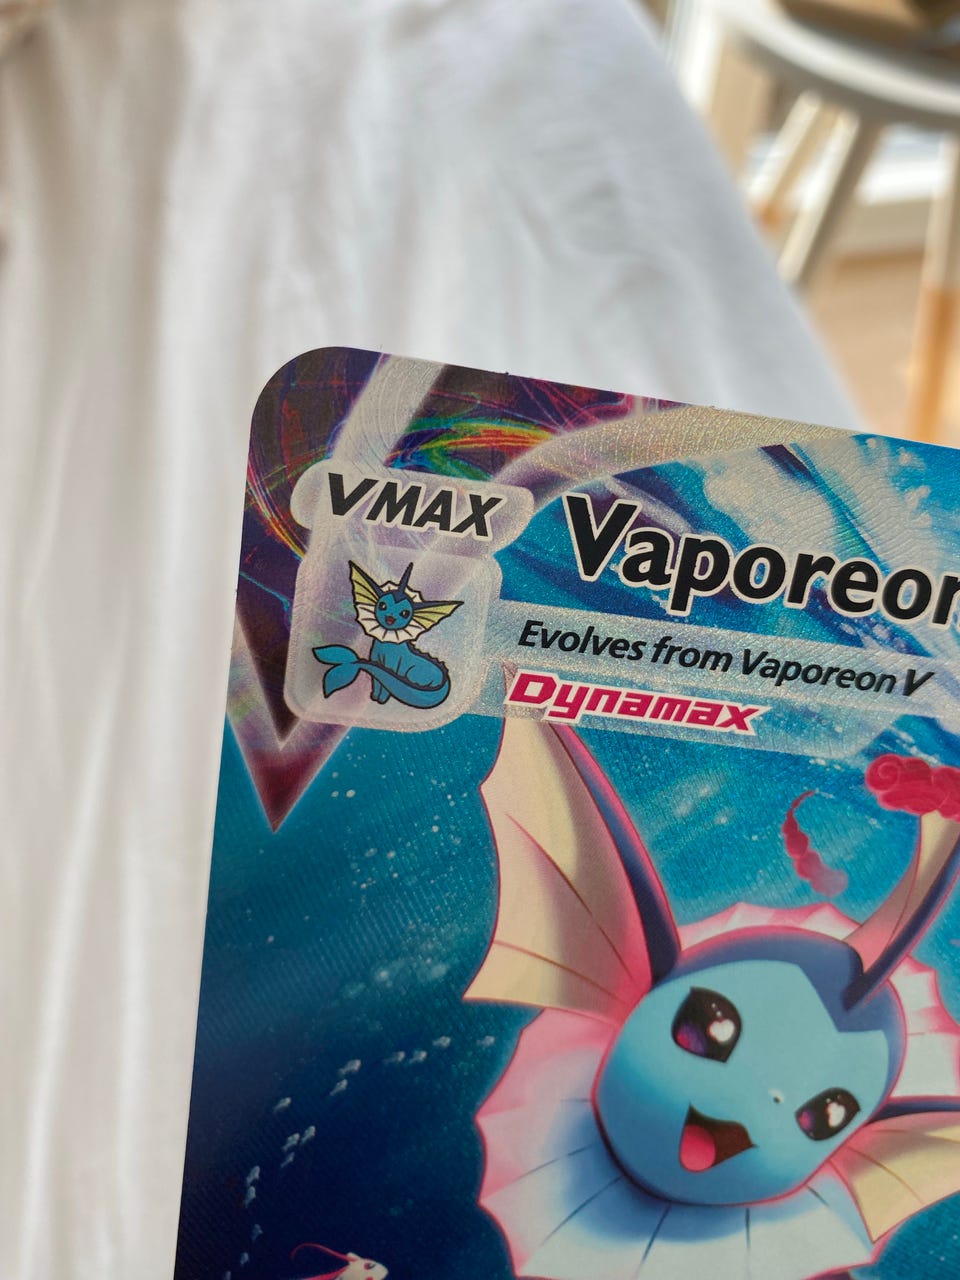 VMAX
Vaporeon
Evolves from Vaporeon V
Dynamax